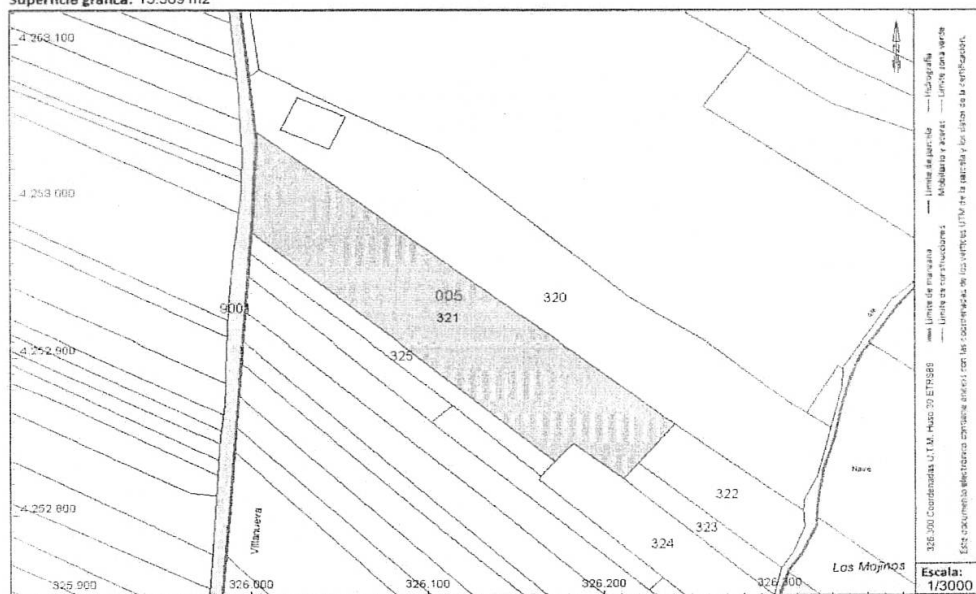 Superficie gráfica: 15.509 m2
4.263,100
4.253,000
005
321
320
9001
325
4.252,900
322
323
324
Nave
4.252,800
Villanueva
Los Mojinos
325,900
326,000
326,100
326,200
326,300
Escala:
1/3000
Límite de manzana
Límite de parcela
Hidrografía
Límite de construcciones
Mobiliario y aceras
Límite zona verde
326,300 Coordenadas U.T.M. Huso 30 ETRS89
Este documento electrónico contiene anexos con las coordenadas de los vértices UTM de la parcela y los datos de la certificación.